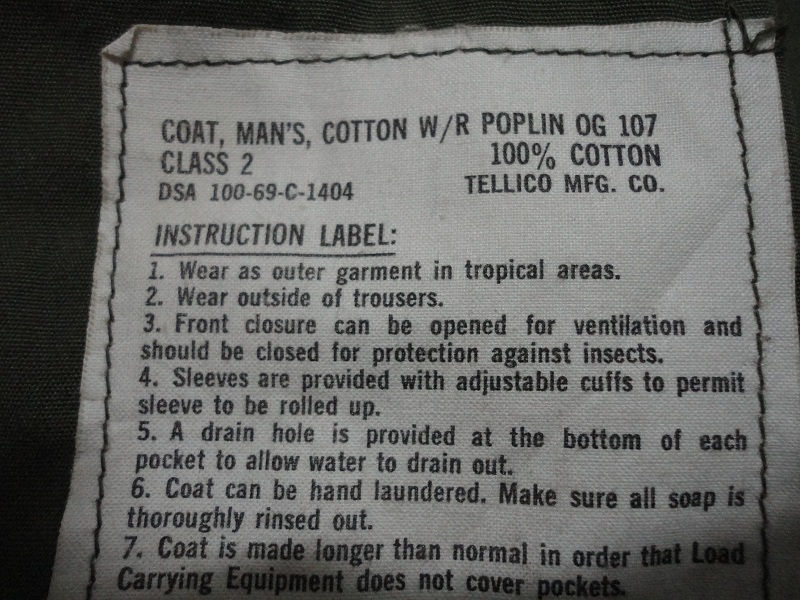 COAT, MAN'S, COTTON W/R POPLIN OG 107
CLASS 2 100% COTTON
DSA 100-69-C-1404 TELLICO MFG. CO.
INSTRUCTION LABEL:
1. Wear as outer garment in tropical areas.
2. Wear outside of trousers.
3. Front closure can be opened for ventilation and
should be closed for protection against insects.
4. Sleeves are provided with adjustable cuffs to permit
sleeve to be rolled up.
5. A drain hole is provided at the bottom of each
pocket to allow water to drain out.
6. Coat can be hand laundered. Make sure all soap is
thoroughly rinsed out.
7. Coat is made longer than normal in order that Load
Carrying Equipment does not cover pockets.